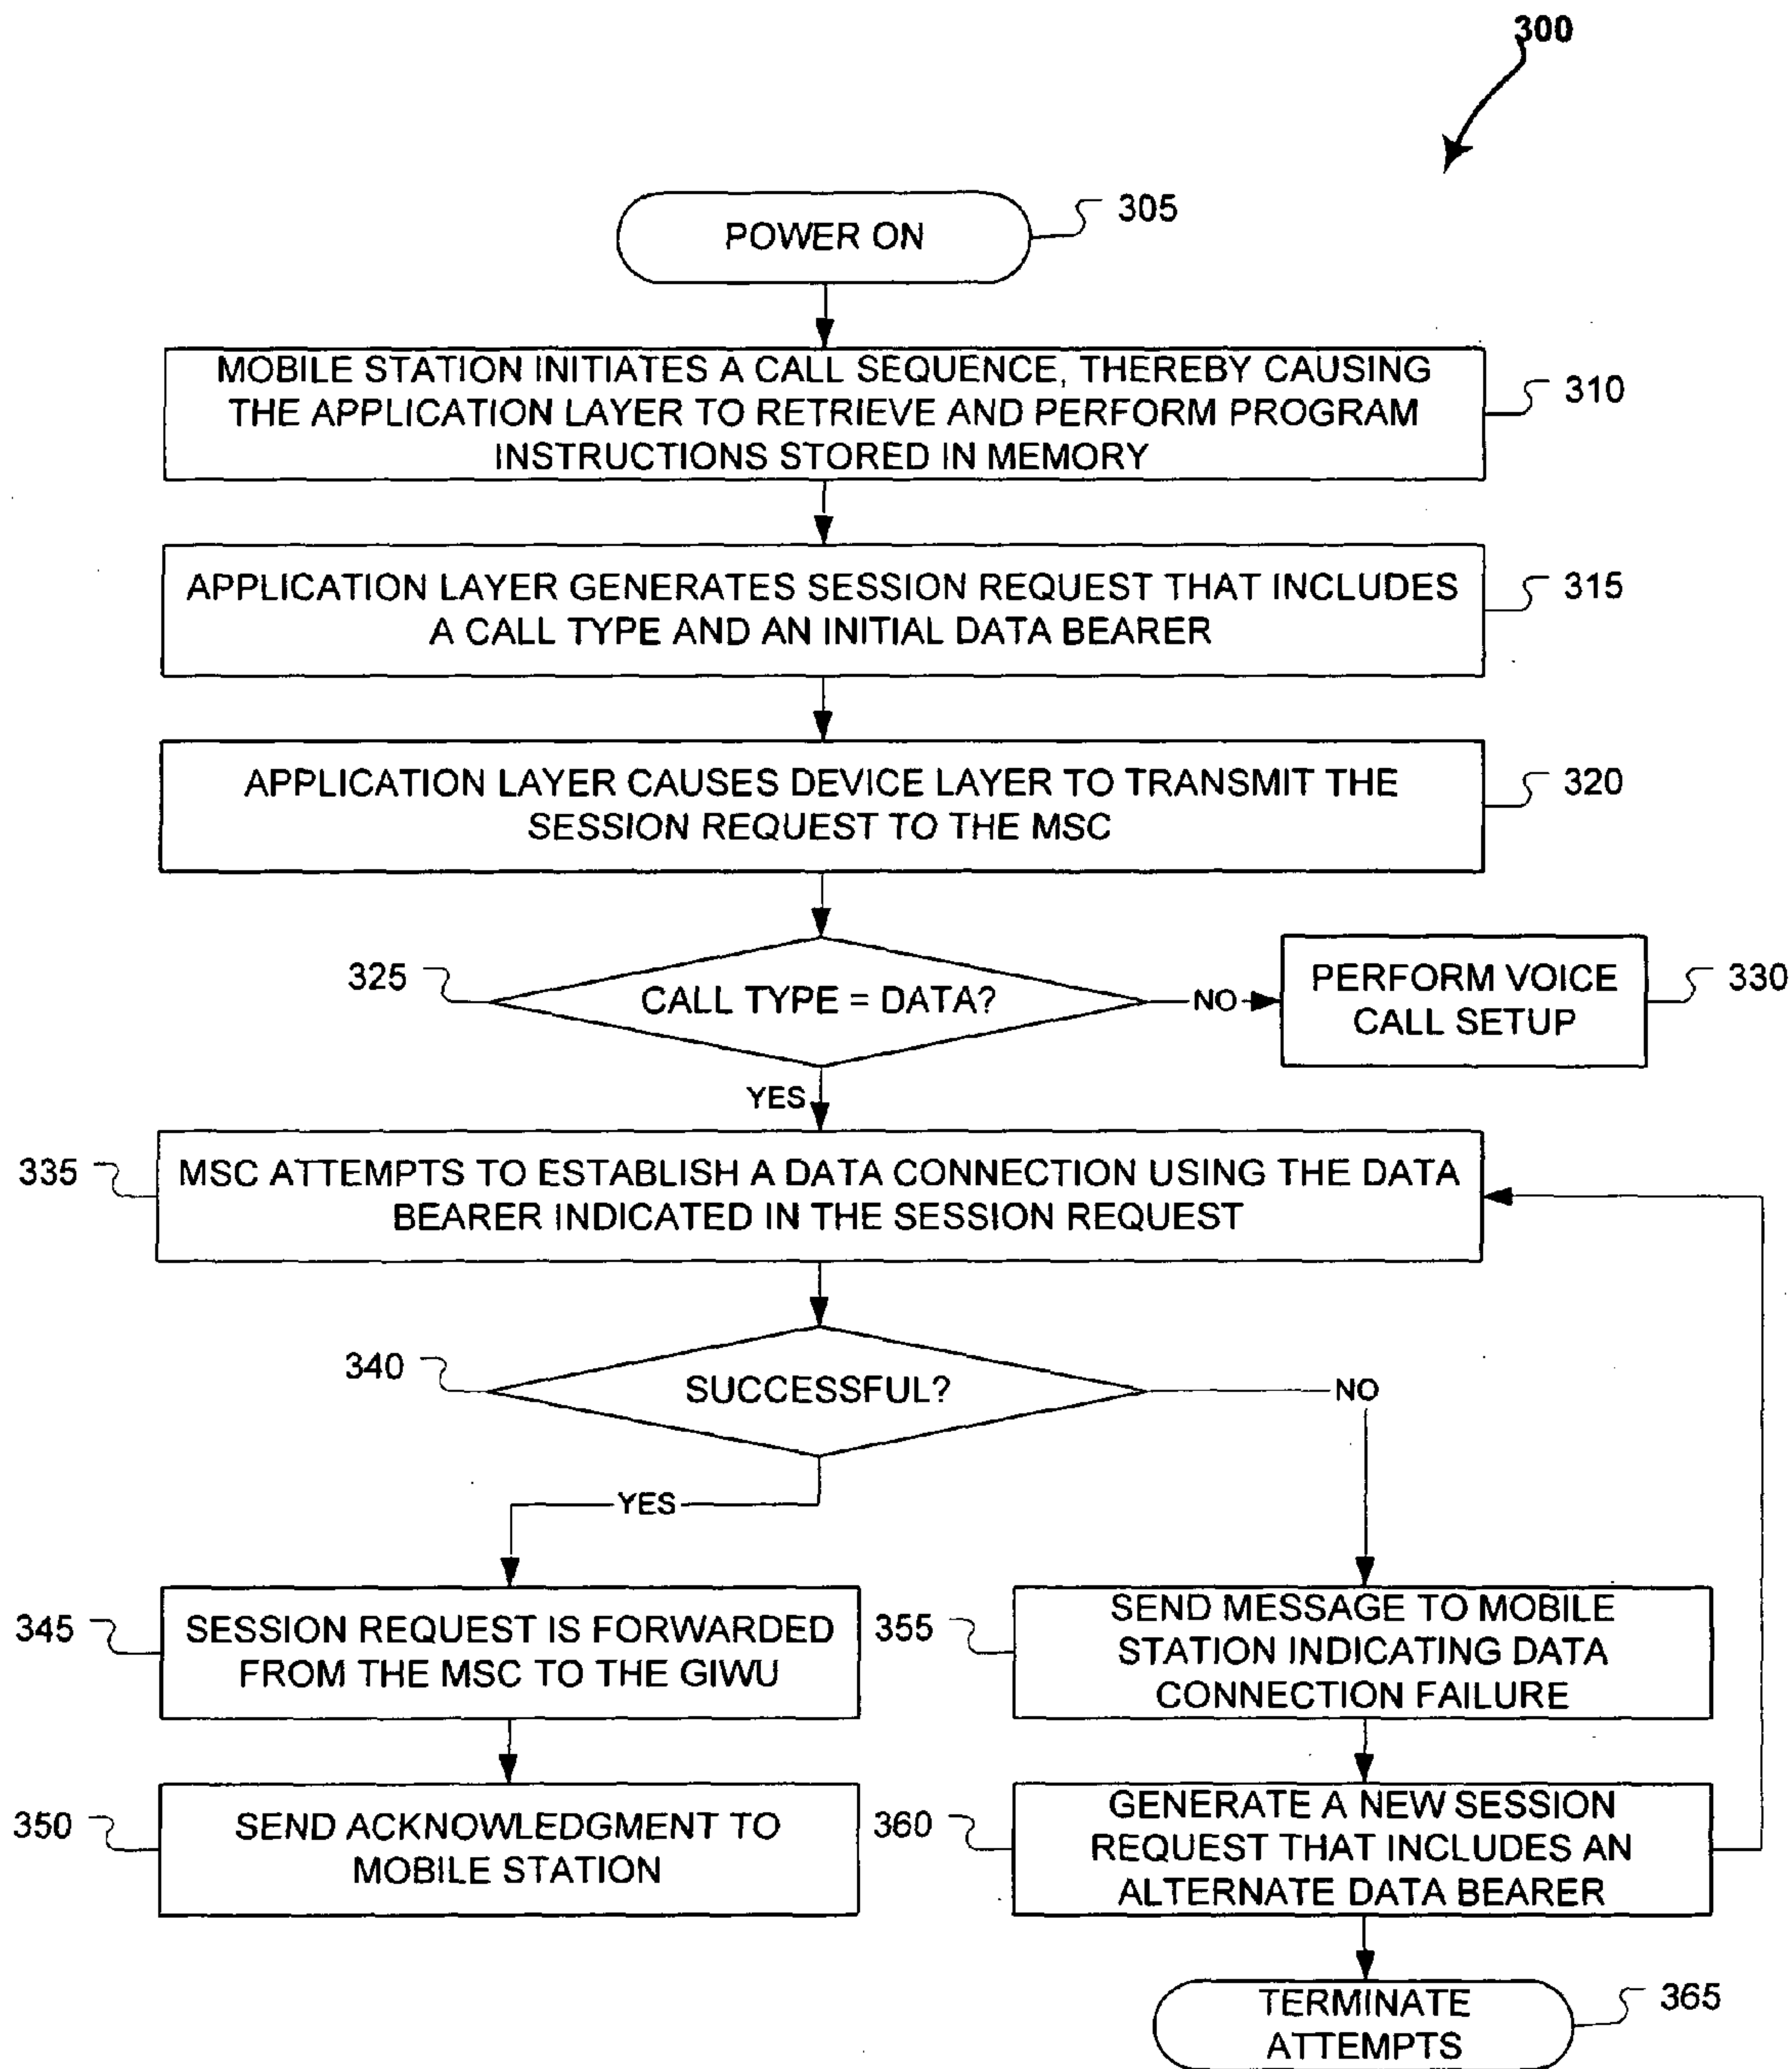 300
POWER ON
305
MOBILE STATION INITIATES A CALL SEQUENCE, THEREBY CAUSING
THE APPLICATION LAYER TO RETRIEVE AND PERFORM PROGRAM
INSTRUCTIONS STORED IN MEMORY
310
APPLICATION LAYER GENERATES SESSION REQUEST THAT INCLUDES
A CALL TYPE AND AN INITIAL DATA BEARER
315
APPLICATION LAYER CAUSES DEVICE LAYER TO TRANSMIT THE
SESSION REQUEST TO THE MSC
320
325
CALL TYPE = DATA?
NO
PERFORM VOICE
CALL SETUP
330
YES
335
MSC ATTEMPTS TO ESTABLISH A DATA CONNECTION USING THE DATA
BEARER INDICATED IN THE SESSION REQUEST
340
SUCCESSFUL?
NO
YES
345
SESSION REQUEST IS FORWARDED
FROM THE MSC TO THE GIWU
355
SEND MESSAGE TO MOBILE
STATION INDICATING DATA
CONNECTION FAILURE
350
SEND ACKNOWLEDGMENT TO
MOBILE STATION
360
GENERATE A NEW SESSION
REQUEST THAT INCLUDES AN
ALTERNATE DATA BEARER
TERMINATE
ATTEMPTS
365